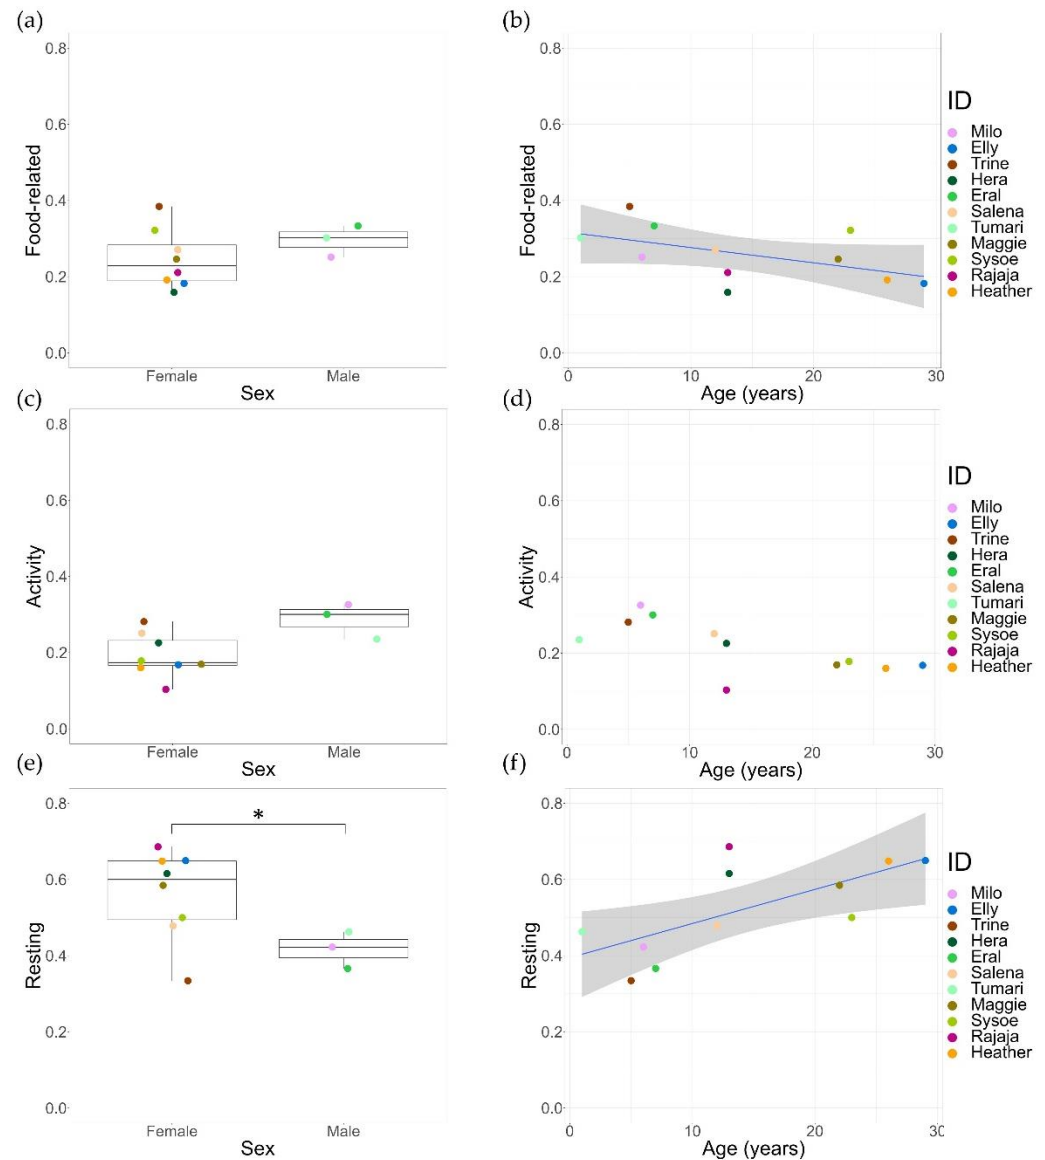 (a)
0.8
0.6
0.4
0.2
0.0
Food-related
Female Male
Sex
(b)
0.8
0.6
0.4
0.2
0.0
Food-related
0 10 20 30
Age (years)
ID
Milo
Elly
Trine
Hera
Eral
Salena
Tumari
Maggie
Sysoe
Rajaja
Heather
(c)
0.8
0.6
0.4
0.2
0.0
Activity
Female Male
Sex
(d)
0.8
0.6
0.4
0.2
0.0
Activity
0 10 20 30
Age (years)
ID
Milo
Elly
Trine
Hera
Eral
Salena
Tumari
Maggie
Sysoe
Rajaja
Heather
(e)
0.8
0.6
0.4
0.2
0.0
Resting
*
Female Male
Sex
(f)
0.8
0.6
0.4
0.2
0.0
Resting
0 10 20 30
Age (years)
ID
Milo
Elly
Trine
Hera
Eral
Salena
Tumari
Maggie
Sysoe
Rajaja
Heather